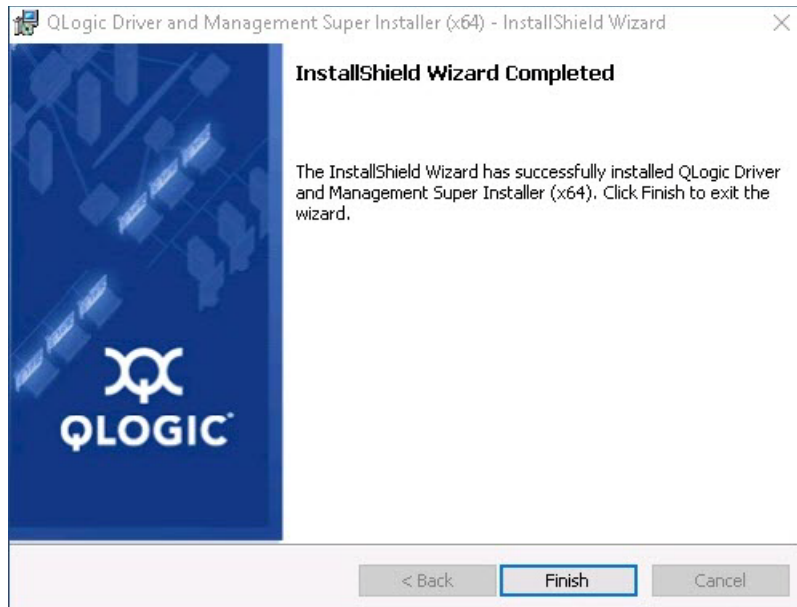 QLogic Driver and Management Super Installer (x64) - InstallShield Wizard
InstallShield Wizard Completed
The InstallShield Wizard has successfully installed QLogic Driver
and Management Super Installer (x64). Click Finish to exit the
wizard.
QLOGIC
< Back
Finish
Cancel